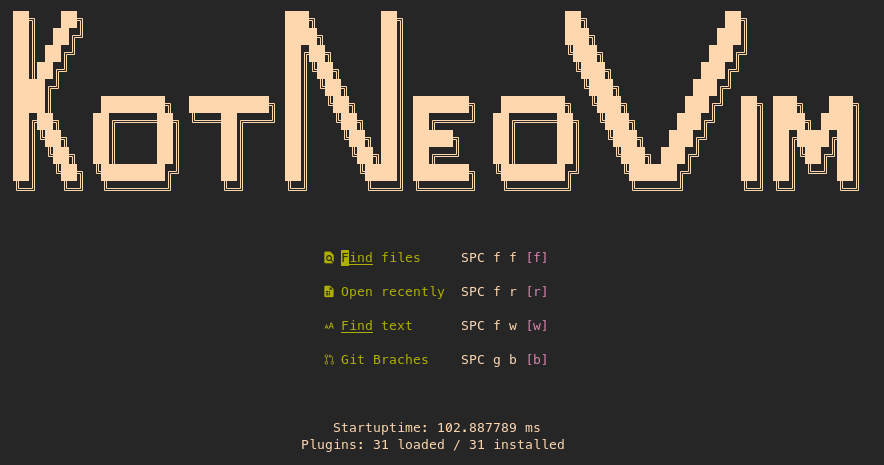 KotNeoVim
Find files SPC f f [f]
Open recently SPC f r [r]
Find text SPC f w [w]
Git Braches SPC g b [b]
Startuptime: 102.887789 ms
Plugins: 31 loaded / 31 installed